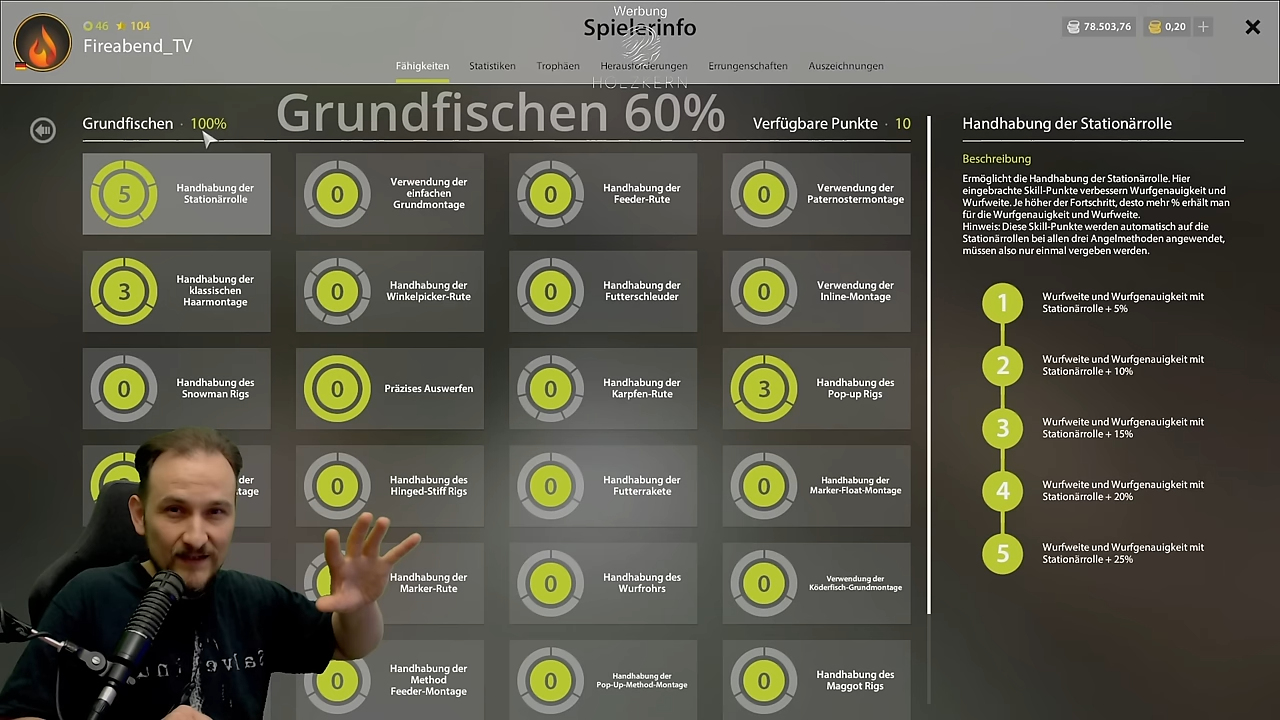 Werbung
46 104
Fireabend_TV
Spielerinfo
HOLZKERN
78.503,76
0,20
Fähigkeiten
Statistiken
Trophäen
Herausforderungen
Errungenschaften
Auszeichnungen
Grundfischen · 100%
Grundfischen 60%
Verfügbare Punkte · 10
5
Handhabung der
Stationärrolle
0
Verwendung der
einfachen
Grundmontage
0
Handhabung der
Feeder-Rute
0
Verwendung der
Paternostermontage
3
Handhabung der
klassischen
Haarmontage
0
Handhabung der
Winkelpicker-Rute
0
Handhabung der
Futterschleuder
0
Verwendung der
Inline-Montage
0
Handhabung des
Snowman Rigs
0
Präzises Auswerfen
0
Handhabung der
Karpfen-Rute
3
Handhabung des
Pop-up Rigs
der
tage
0
Handhabung des
Hinged-Stiff Rigs
0
Handhabung der
Futterrakete
0
Handhabung der
Marker-Float-Montage
Handhabung der
Marker-Rute
0
Handhabung des
Wurfrohrs
0
Verwendung der
Köderfisch-Grundmontage
0
Handhabung der
Method
Feeder-Montage
0
Handhabung der
Pop-Up-Method-Montage
0
Handhabung des
Maggot Rigs
Handhabung der Stationärrolle
Beschreibung
Ermöglicht die Handhabung der Stationärrolle. Hier
eingebrachte Skill-Punkte verbessern Wurfgenauigkeit und
Wurfweite. Je höher der Fortschritt, desto mehr % erhält man
für die Wurfgenauigkeit und Wurfweite.
Hinweis: Diese Skill-Punkte werden automatisch auf die
Stationärrollen bei allen drei Angelmethoden angewendet,
müssen also nur einmal vergeben werden.
1
Wurfweite und Wurfgenauigkeit mit
Stationärrolle + 5%
2
Wurfweite und Wurfgenauigkeit mit
Stationärrolle + 10%
3
Wurfweite und Wurfgenauigkeit mit
Stationärrolle + 15%
4
Wurfweite und Wurfgenauigkeit mit
Stationärrolle + 20%
5
Wurfweite und Wurfgenauigkeit mit
Stationärrolle + 25%